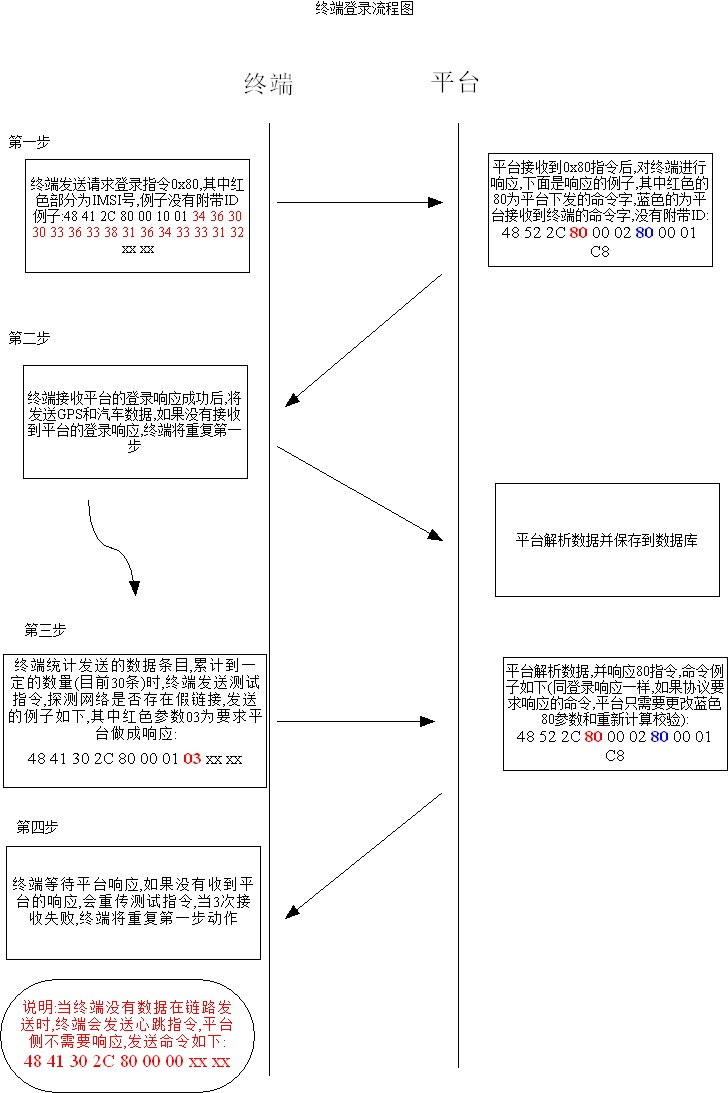 终端登录流程图
终端
平台
第一步
终端发送请求登录指令0x80,其中红
色部分为IMSI号,例子没有附带ID
例子:48 41 2C 80 00 10 01 34 36 30
30 33 36 33 38 31 36 34 33 33 31 32
xx xx
平台接收到0x80指令后,对终端进行
响应,下面是响应的例子,其中红色的
80为平台下发的命令字,蓝色的为平
台接收到终端的命令字,没有附带ID:
48 52 2C 80 00 02 80 00 01
C8
第二步
终端接收平台的登录响应成功后,将
发送GPS和汽车数据,如果没有接收
到平台的登录响应,终端将重复第一
步
平台解析数据并保存到数据库
第三步
终端统计发送的数据条目,累计到一
定的数量(目前30条)时,终端发送测试
指令,探测网络是否存在假链接,发送
的例子如下,其中红色参数03为要求平
台做成响应:
48 41 30 2C 80 00 01 03 xx xx
平台解析数据,并响应80指令,命令例
子如下(同登录响应一样,如果协议要
求响应的命令,平台只需要更改蓝色
80参数和重新计算校验):
48 52 2C 80 00 02 80 00 01
C8
第四步
终端等待平台响应,如果没有收到平
台的响应,会重传测试指令,当3次接
收失败,终端将重复第一步动作
说明:当终端没有数据在链路发
送时,终端会发送心跳指令,平台
侧不需要响应,发送命令如下:
48 41 30 2C 80 00 00 xx xx